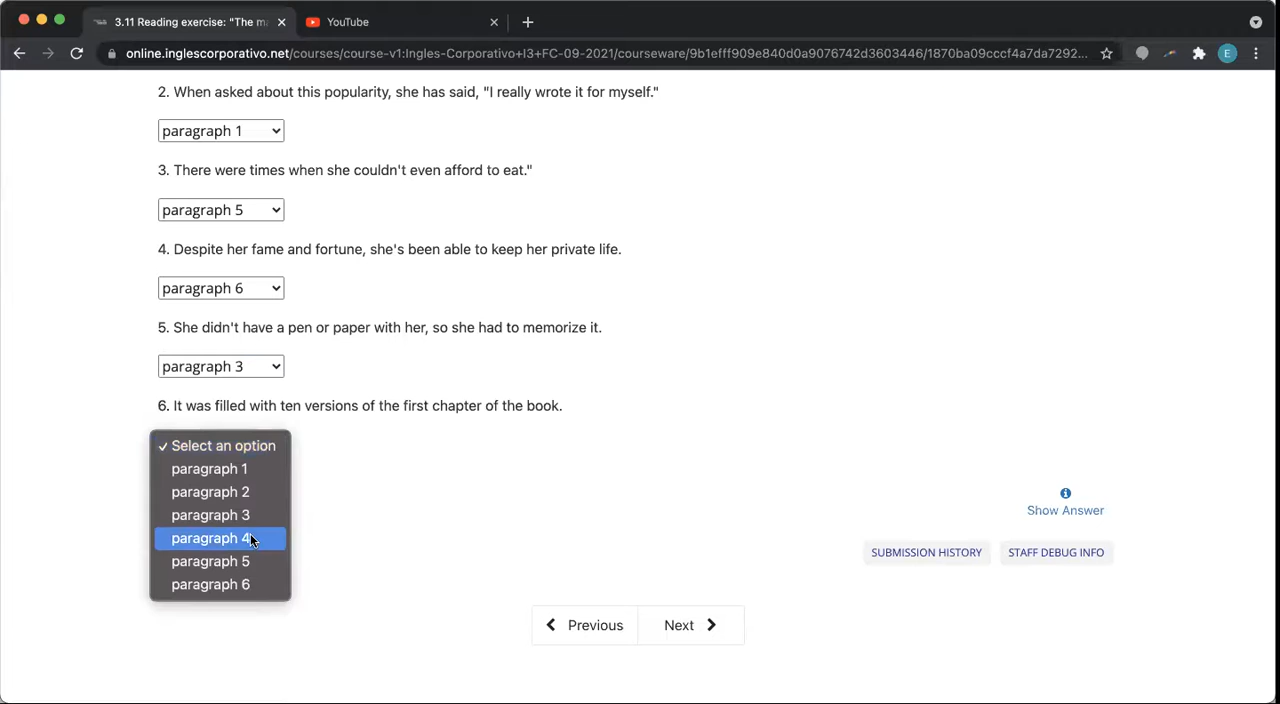 3.11 Reading exercise: "The ma
YouTube
online.inglescorporativo.net/courses/course-v1:Ingles-Corporativo+I3+FC-09-2021/courseware/9b1efff909e840d0a9076742d3603446/1870ba09cccf4a7da7292...
E
2. When asked about this popularity, she has said, "I really wrote it for myself."
paragraph 1
3. There were times when she couldn't even afford to eat."
paragraph 5
4. Despite her fame and fortune, she's been able to keep her private life.
paragraph 6
5. She didn't have a pen or paper with her, so she had to memorize it.
paragraph 3
6. It was filled with ten versions of the first chapter of the book.
✓ Select an option
paragraph 1
paragraph 2
paragraph 3
paragraph 4
paragraph 5
paragraph 6
Show Answer
SUBMISSION HISTORY
STAFF DEBUG INFO
Previous
Next